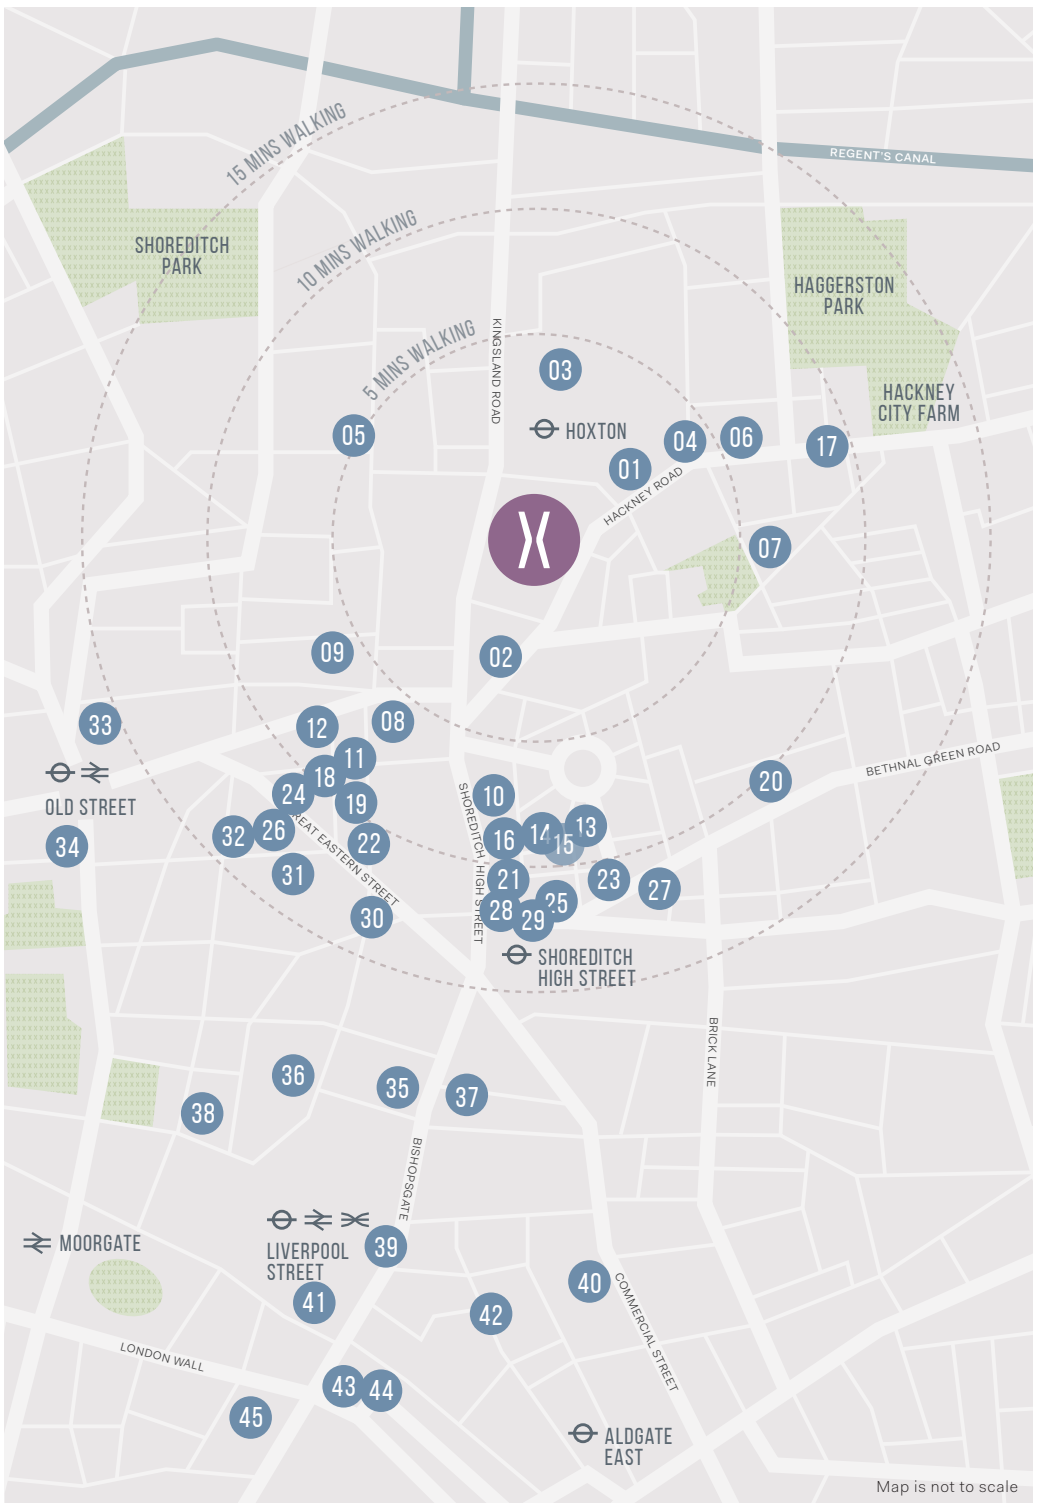 15 MINS WALKING
REGENT'S CANAL
10 MINS WALKING
SHOREDITCH
PARK
HAGGERSTON
PARK
5 MINS WALKING
KINGSLAND ROAD
03
HACKNEY
CITY FARM
05
HOXTON
04
06
17
01
HACKNEY ROAD
07
09
02
33
12
08
11
18
BETHNAL GREEN ROAD
OLD STREET
24
19
10
20
SHOREDITCH HIGH STREET
32
26
22
16
14
15
13
34
GREAT EASTERN STREET
31
21
23
27
30
28
29
25
SHOREDITCH
HIGH STREET
BRICK LANE
36
35
37
38
BISHOPSGATE
MOORGATE
LIVERPOOL
STREET
39
41
42
40
COMMERCIAL STREET
LONDON WALL
43
44
45
ALDGATE
EAST
Map is not to scale